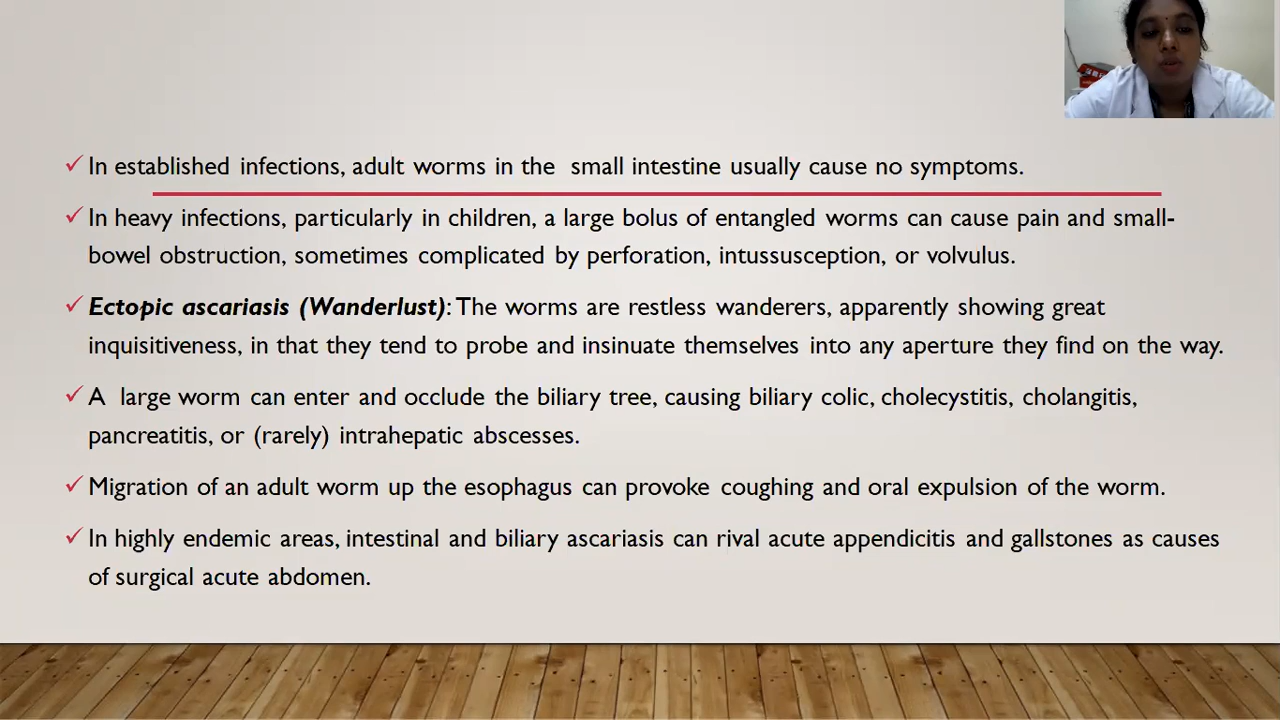 In established infections, adult worms in the small intestine usually cause no symptoms.
In heavy infections, particularly in children, a large bolus of entangled worms can cause pain and small-
bowel obstruction, sometimes complicated by perforation, intussusception, or volvulus.
Ectopic ascariasis (Wanderlust): The worms are restless wanderers, apparently showing great
inquisitiveness, in that they tend to probe and insinuate themselves into any aperture they find on the way.
A large worm can enter and occlude the biliary tree, causing biliary colic, cholecystitis, cholangitis,
pancreatitis, or (rarely) intrahepatic abscesses.
Migration of an adult worm up the esophagus can provoke coughing and oral expulsion of the worm.
In highly endemic areas, intestinal and biliary ascariasis can rival acute appendicitis and gallstones as causes
of surgical acute abdomen.